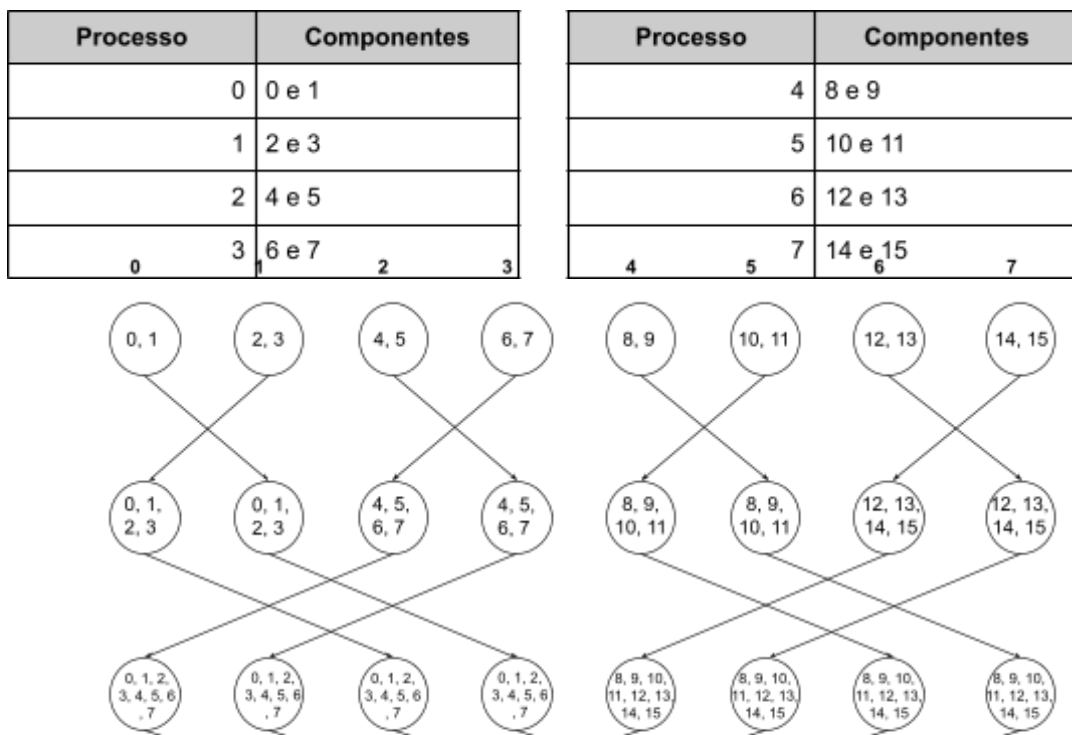 Processo Componentes Processo Componentes
0 0 e 1 4 8 e 9
1 2 e 3 5 10 e 11
2 4 e 5 6 12 e 13
3 6 e 7 7 14 e 15
0 1 2 3 4 5 6 7
0, 1 2, 3 4, 5 6, 7 8, 9 10, 11 12, 13 14, 15
0, 1, 0, 1, 4, 5, 4, 5, 8, 9, 8, 9, 12, 13, 12, 13,
2, 3 2, 3 6, 7 6, 7 10, 11 10, 11 14, 15 14, 15
0, 1, 2, 0, 1, 2, 0, 1, 2, 0, 1, 2, 8, 9, 10, 8, 9, 10, 8, 9, 10, 8, 9, 10,
3, 4, 5, 6 3, 4, 5, 6 3, 4, 5, 6 3, 4, 5, 6 11, 12, 13, 11, 12, 13, 11, 12, 13, 11, 12, 13,
, 7 , 7 , 7 , 7 14, 15 14, 15 14, 15 14, 15